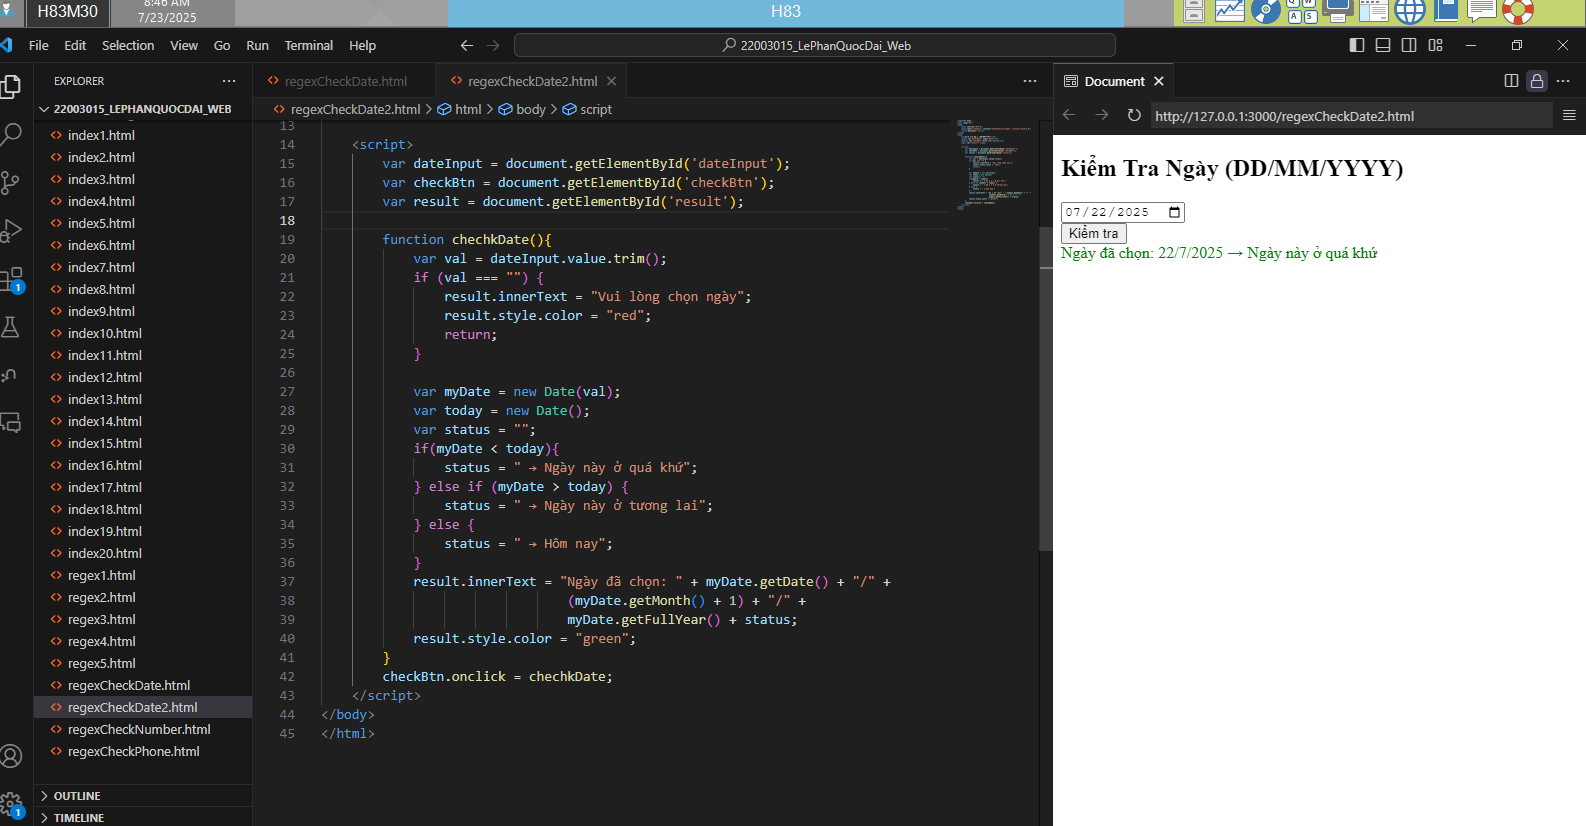 H83M30
8:46 AM
7/23/2025
H83
File Edit Selection View Go Run Terminal Help
22003015_LePhanQuocDai_Web
EXPLORER
22003015_LEPHANQUOCDAI_WEB
index1.html
index2.html
index3.html
index4.html
index5.html
index6.html
index7.html
index8.html
index9.html
index10.html
index11.html
index12.html
index13.html
index14.html
index15.html
index16.html
index17.html
index18.html
index19.html
index20.html
regex1.html
regex2.html
regex3.html
regex4.html
regex5.html
regexCheckDate.html
regexCheckDate2.html
regexCheckNumber.html
regexCheckPhone.html
OUTLINE
TIMELINE
1
1
regexCheckDate.html
regexCheckDate2.html
regexCheckDate2.html > html > body > script
13
14 <script>
15 var dateInput = document.getElementById('dateInput');
16 var checkBtn = document.getElementById('checkBtn');
17 var result = document.getElementById('result');
18
19 function chechkDate(){
20 var val = dateInput.value.trim();
21 if (val === "") {
22 result.innerText = "Vui lòng chọn ngày";
23 result.style.color = "red";
24 return;
25 }
26
27 var myDate = new Date(val);
28 var today = new Date();
29 var status = "";
30 if(myDate < today){
31 status = " → Ngày này ở quá khứ";
32 } else if (myDate > today) {
33 status = " → Ngày này ở tương lai";
34 } else {
35 status = " → Hôm nay";
36 }
37 result.innerText = "Ngày đã chọn: " + myDate.getDate() + "/" +
38 (myDate.getMonth() + 1) + "/" +
39 myDate.getFullYear() + status;
40 result.style.color = "green";
41 }
42 checkBtn.onclick = chechkDate;
43 </script>
44 </body>
45 </html>
Document
http://127.0.0.1:3000/regexCheckDate2.html
Kiểm Tra Ngày (DD/MM/YYYY)
07/22/2025
Kiểm tra
Ngày đã chọn: 22/7/2025 → Ngày này ở quá khứ